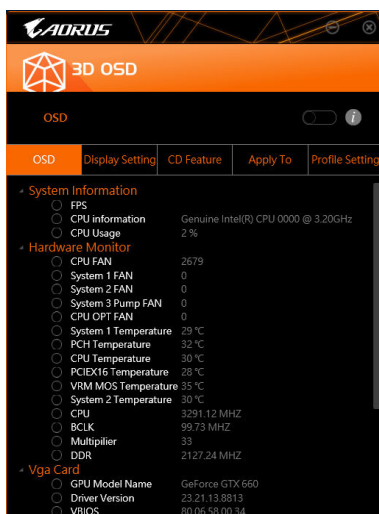 AORUS
3D OSD
OSD
OSD Display Setting CD Feature Apply To Profile Setting
System Information
FPS
CPU information Genuine Intel(R) CPU 0000 @ 3.20GHz
CPU Usage 2 %
Hardware Monitor
CPU FAN 2679
System 1 FAN 0
System 2 FAN 0
System 3 Pump FAN 0
CPU OPT FAN 0
System 1 Temperature 29 ℃
PCH Temperature 32 ℃
CPU Temperature 30 ℃
PCIEX16 Temperature 28 ℃
VRM MOS Temperature 35 ℃
System 2 Temperature 30 ℃
CPU 3291.12 MHZ
BCLK 99.73 MHZ
Multipilier 33
DDR 2127.24 MHZ
Vga Card
GPU Model Name GeForce GTX 660
Driver Version 23.21.13.8813
VBIOS 80.06.58.00.34